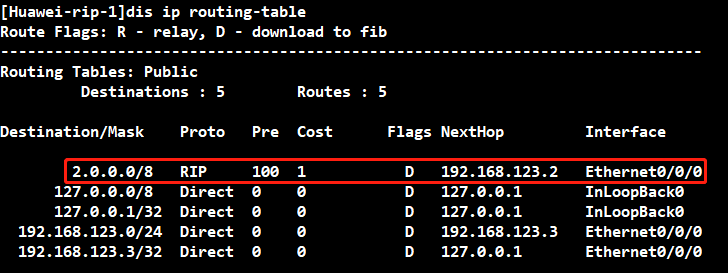 [Huawei-rip-1]dis ip routing-table
Route Flags: R - relay, D - download to fib
------------------------------------------------------------------------------
Routing Tables: Public
         Destinations : 5        Routes : 5
Destination/Mask    Proto   Pre  Cost      Flags NextHop         Interface
        2.0.0.0/8   RIP     100  1           D   192.168.123.2   Ethernet0/0/0
      127.0.0.0/8   Direct  0    0           D   127.0.0.1       InLoopBack0
      127.0.0.1/32  Direct  0    0           D   127.0.0.1       InLoopBack0
  192.168.123.0/24  Direct  0    0           D   192.168.123.3   Ethernet0/0/0
  192.168.123.3/32  Direct  0    0           D   127.0.0.1       Ethernet0/0/0